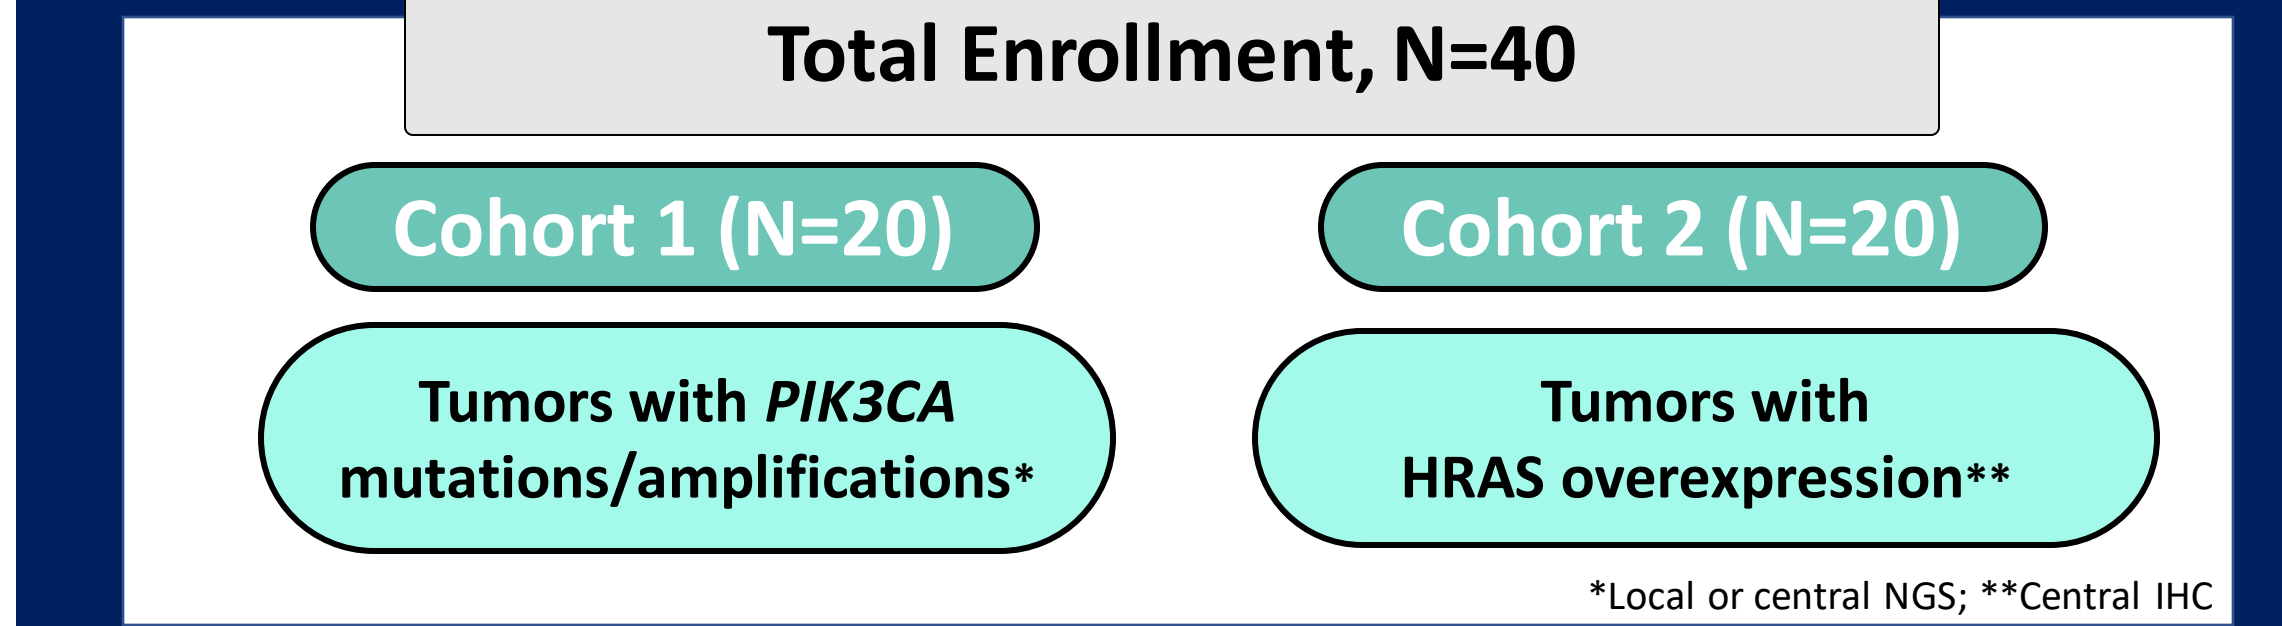 Total Enrollment, N=40
Cohort 1 (N=20)
Cohort 2 (N=20)
Tumors with PIK3CA
mutations/amplifications*
Tumors with
HRAS overexpression**
*Local or central NGS; **Central IHC